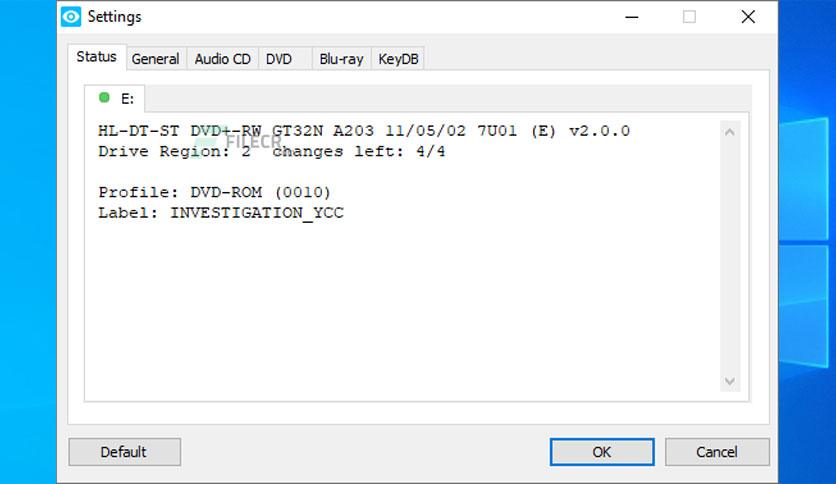 Settings
Status General Audio CD DVD Blu-ray KeyDB
E:
HL-DT-ST DVD+-RW GT32N A203 11/05/02 7U01 (E) v2.0.0
Drive Region: 2 changes left: 4/4
FILECR
Profile: DVD-ROM (0010)
Label: INVESTIGATION_YCC
Default OK Cancel